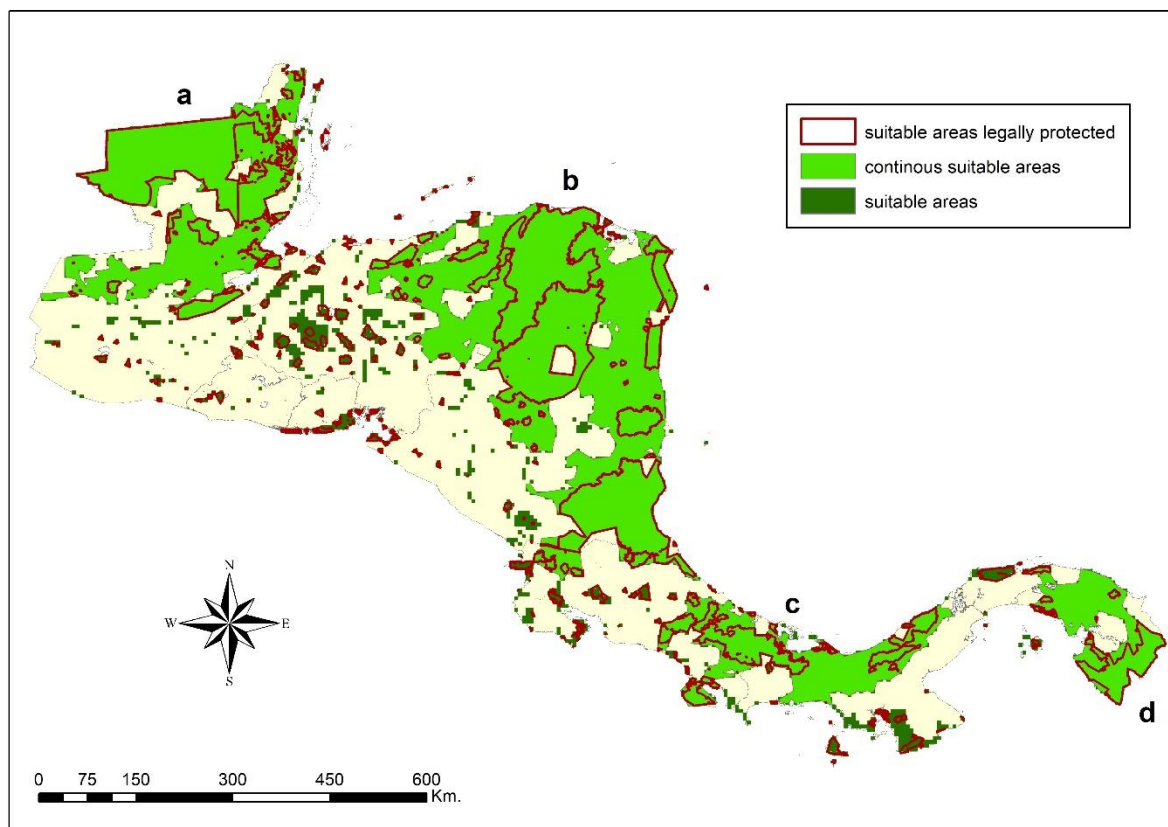 a
b
suitable areas legally protected
continous suitable areas
suitable areas
c
d
N
W E
S
0 75 150 300 450 600
Km.